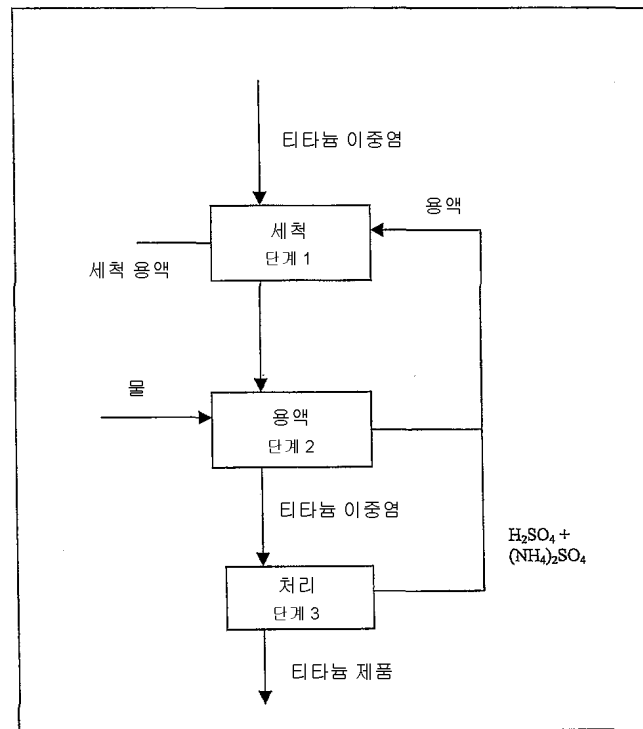 티타늄 이중염
용액
세척
단계 1
세척 용액
물
용액
단계 2
티타늄 이중염
H₂SO₄ +
(NH₄)₂SO₄
처리
단계 3
티타늄 제품